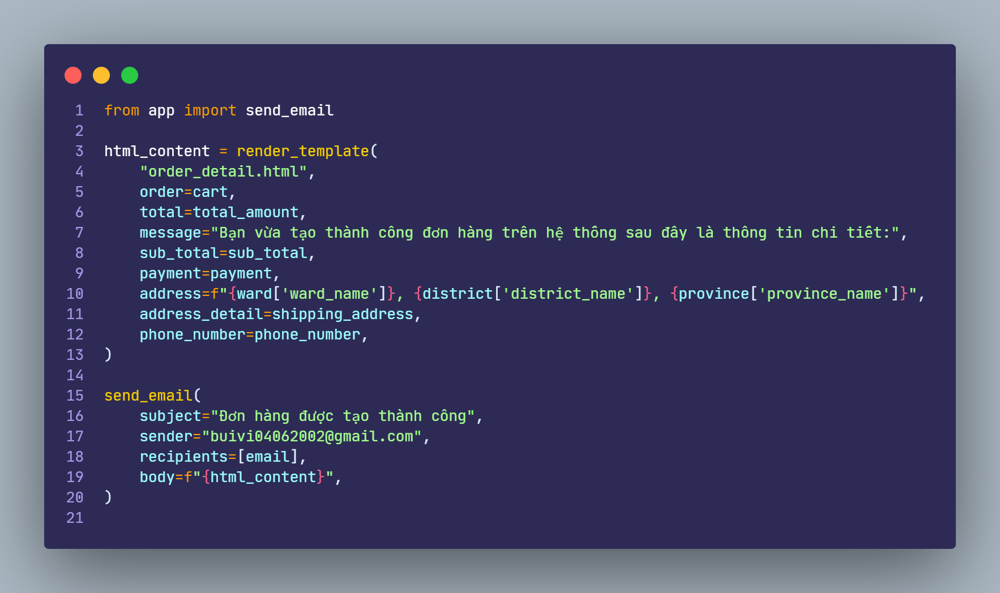 1 from app import send_email
2
3 html_content = render_template(
4     "order_detail.html",
5     order=cart,
6     total=total_amount,
7     message="Bạn vừa tạo thành công đơn hàng trên hệ thống sau đây là thông tin chi tiết:",
8     sub_total=sub_total,
9     payment=payment,
10     address=f"{ward['ward_name']}, {district['district_name']}, {province['province_name']}",
11     address_detail=shipping_address,
12     phone_number=phone_number,
13 )
14
15 send_email(
16     subject="Đơn hàng được tạo thành công",
17     sender="buivi04062002@gmail.com",
18     recipients=[email],
19     body=f"{html_content}",
20 )
21